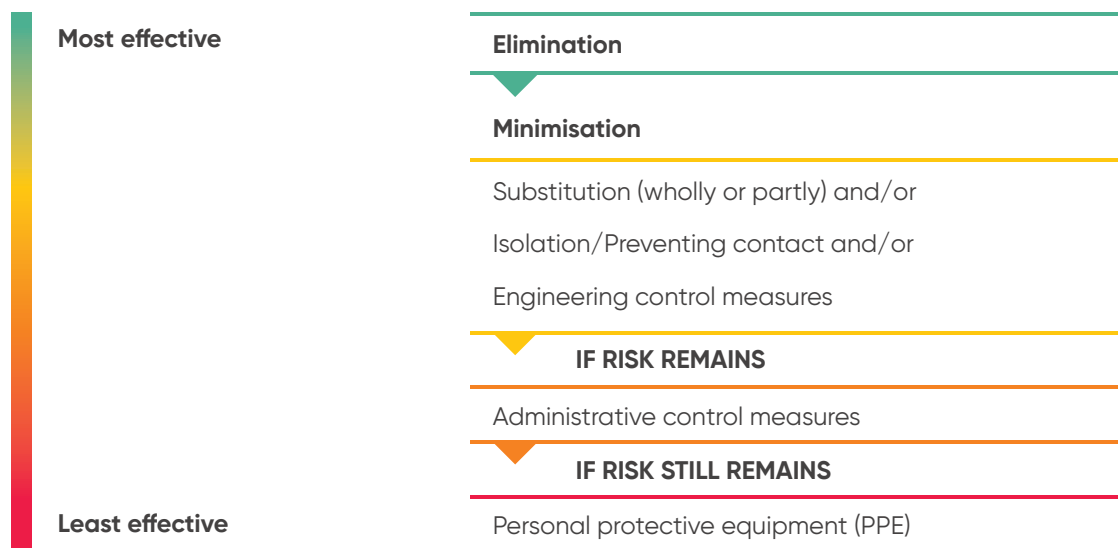 Most effective
Elimination
Minimisation
Substitution (wholly or partly) and/or
Isolation/Preventing contact and/or
Engineering control measures
IF RISK REMAINS
Administrative control measures
IF RISK STILL REMAINS
Least effective
Personal protective equipment (PPE)